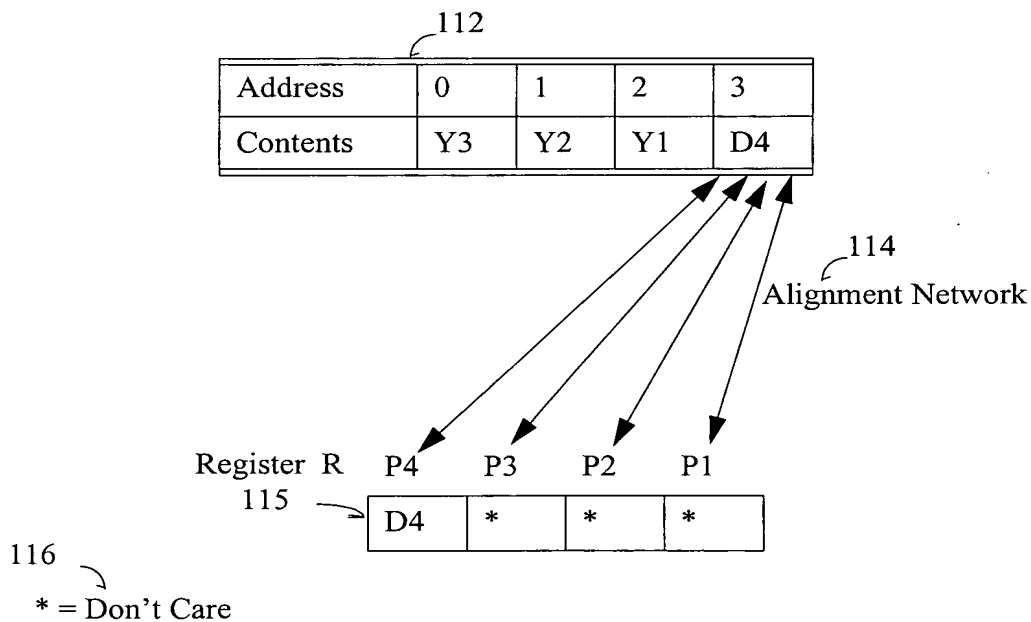 112
Address 0 1 2 3
Contents Y3 Y2 Y1 D4
114
Alignment Network
Register R P4 P3 P2 P1
115
D4 * * *
116
* = Don't Care